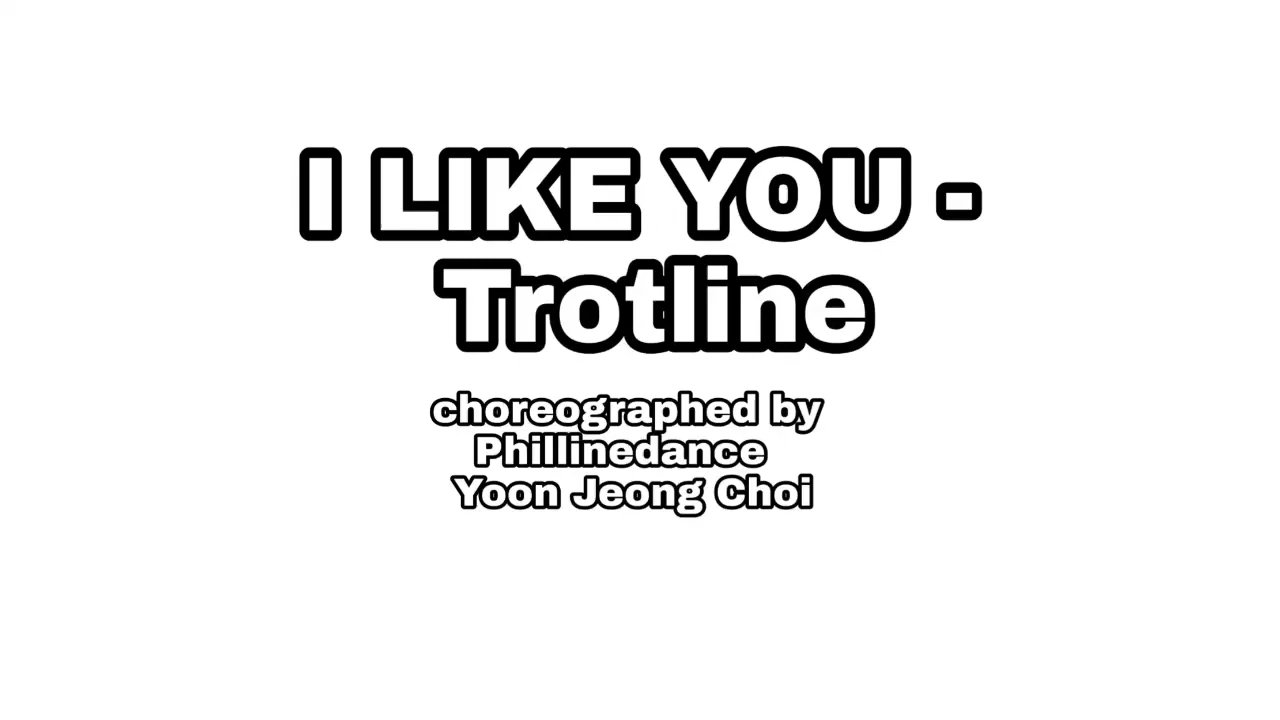 I LIKE YOU -
Trotline
choreographed by
Phillinedance
Yoon Jeong Choi